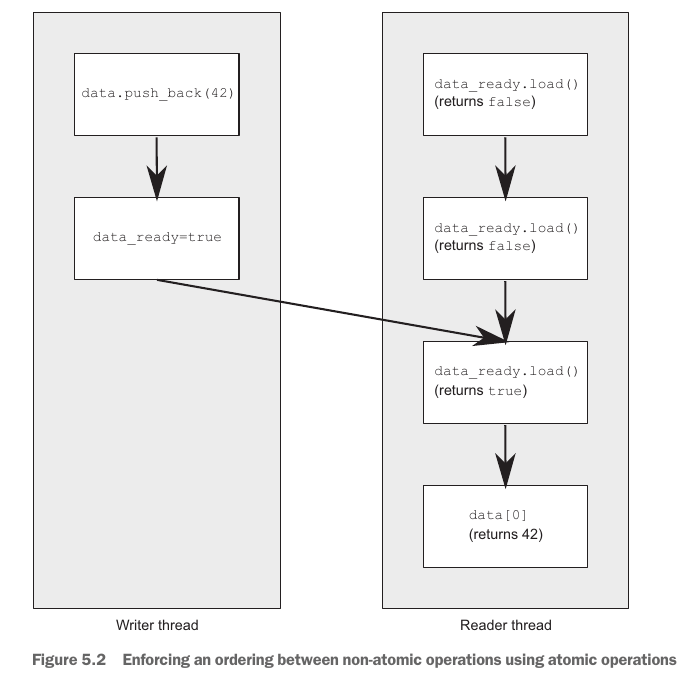 data.push_back(42)
data_ready=true
Writer thread
data_ready.load()
(returns false)
data_ready.load()
(returns false)
data_ready.load()
(returns true)
data[0]
(returns 42)
Reader thread
Figure 5.2 Enforcing an ordering between non-atomic operations using atomic operations